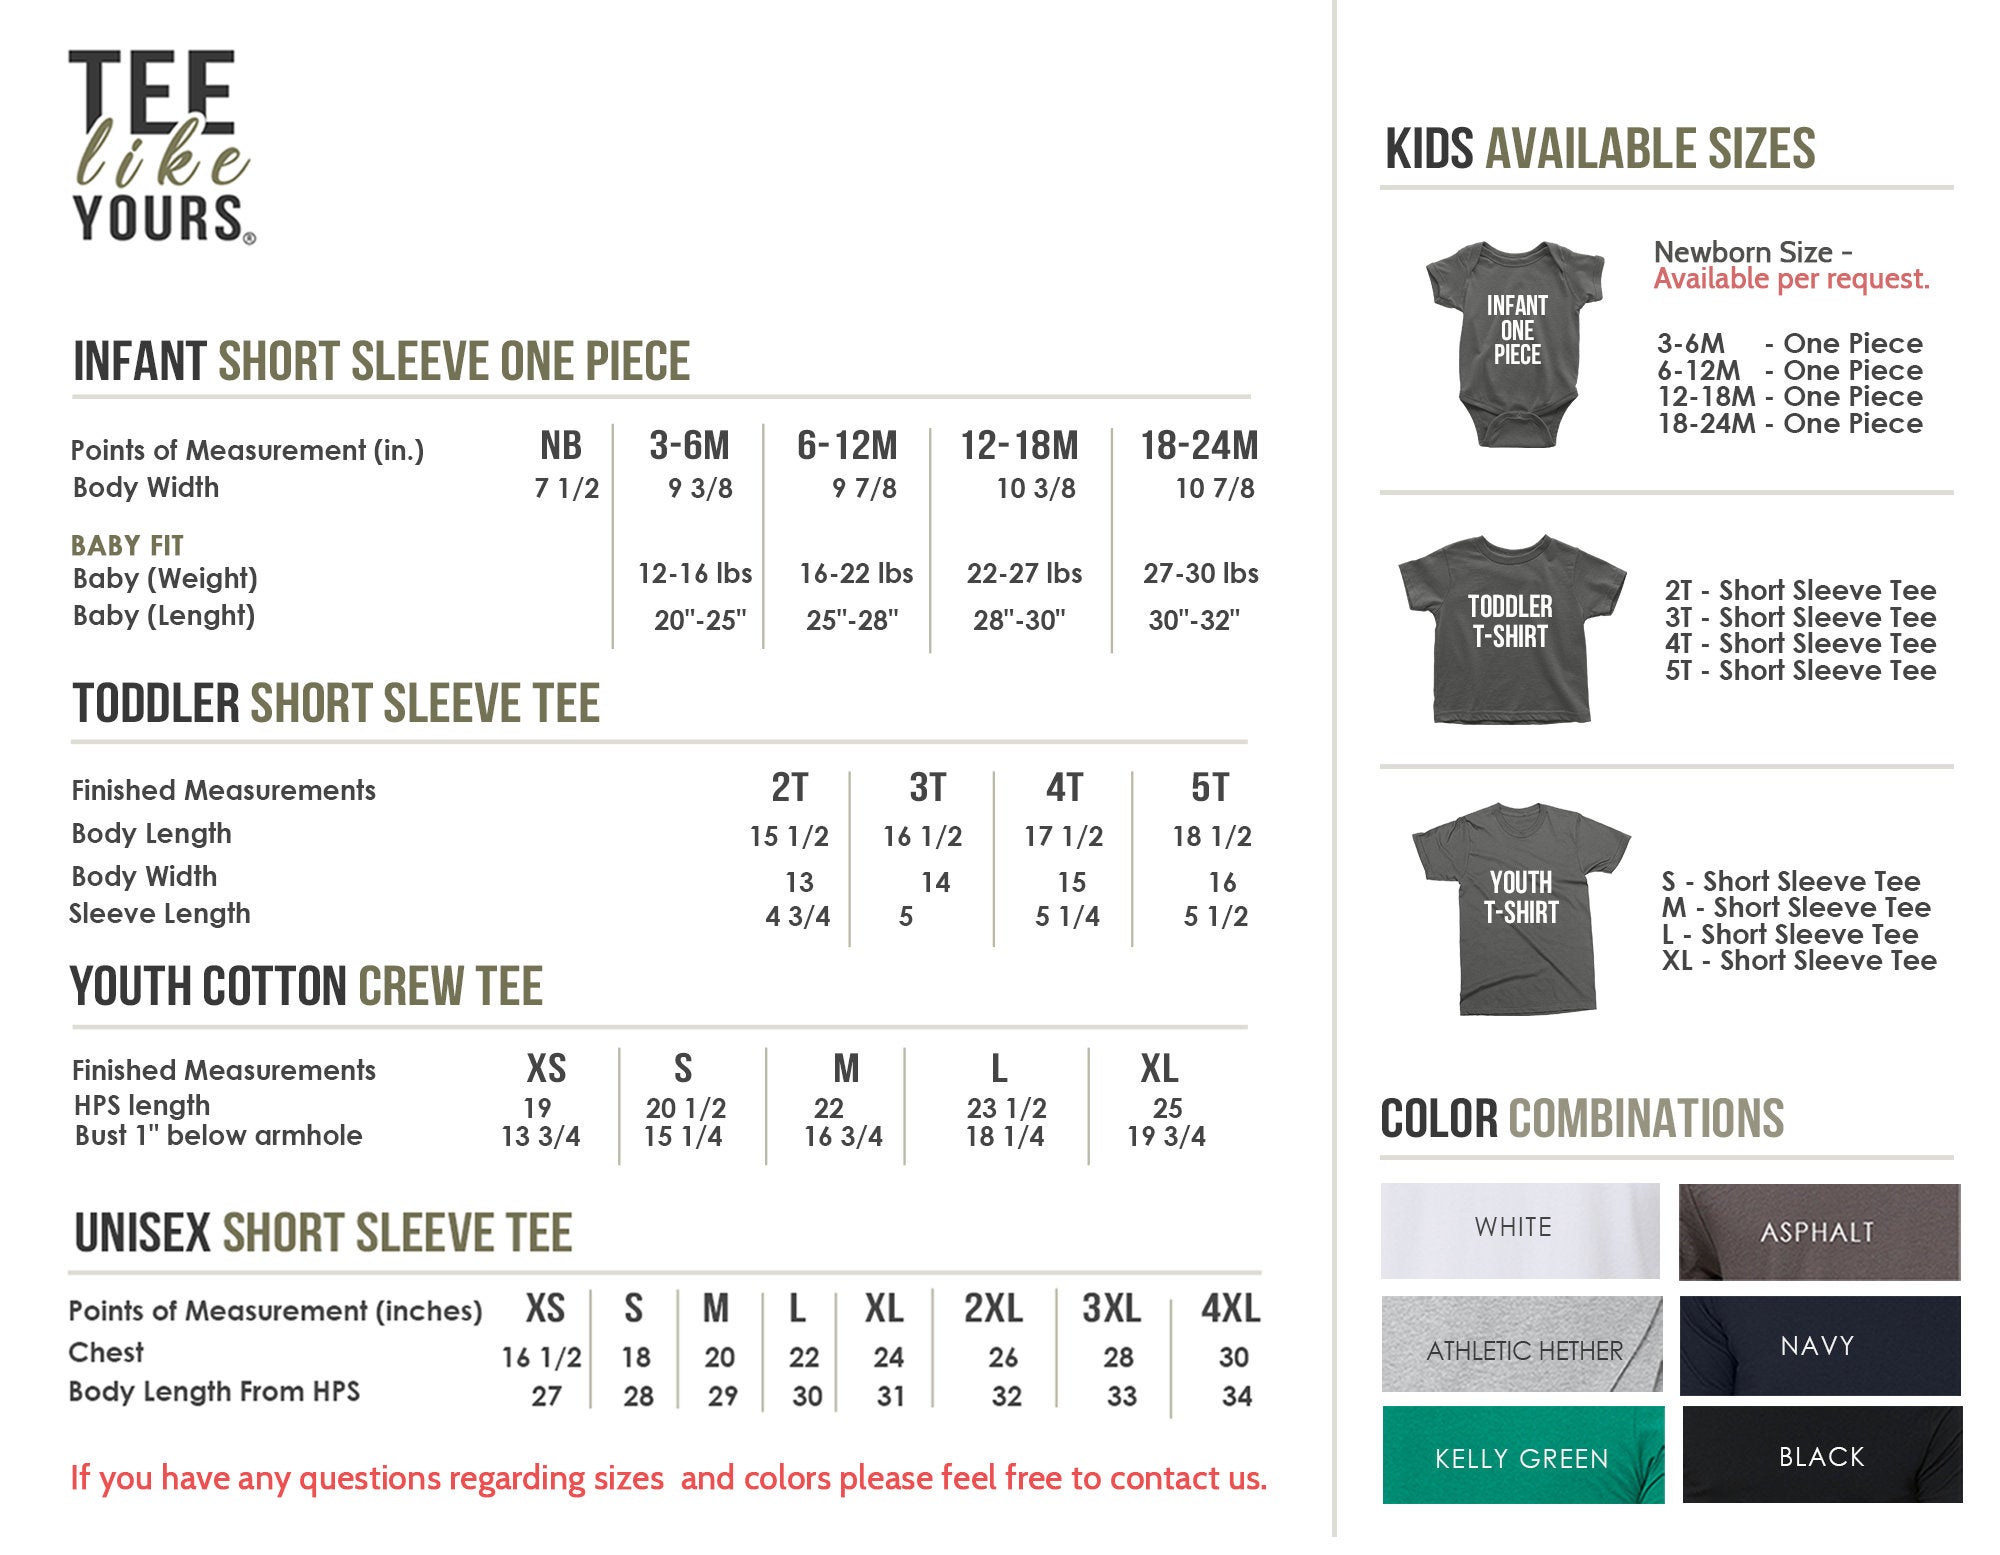 TEE
like
YOURS®
INFANT SHORT SLEEVE ONE PIECE
Points of Measurement (in.) NB 3-6M 6-12M 12-18M 18-24M
Body Width 7 1/2 9 3/8 9 7/8 10 3/8 10 7/8
BABY FIT
Baby (Weight) 12-16 lbs 16-22 lbs 22-27 lbs 27-30 lbs
Baby (Lenght) 20"-25" 25"-28" 28"-30" 30"-32"
TODDLER SHORT SLEEVE TEE
Finished Measurements 2T 3T 4T 5T
Body Length 15 1/2 16 1/2 17 1/2 18 1/2
Body Width 13 14 15 16
Sleeve Length 4 3/4 5 5 1/4 5 1/2
YOUTH COTTON CREW TEE
Finished Measurements XS S M L XL
HPS length 19 20 1/2 22 23 1/2 25
Bust 1" below armhole 13 3/4 15 1/4 16 3/4 18 1/4 19 3/4
UNISEX SHORT SLEEVE TEE
Points of Measurement (inches) XS S M L XL 2XL 3XL 4XL
Chest 16 1/2 18 20 22 24 26 28 30
Body Length From HPS 27 28 29 30 31 32 33 34
If you have any questions regarding sizes and colors please feel free to contact us.
KIDS AVAILABLE SIZES
INFANT
ONE
PIECE
Newborn Size -
Available per request.
3-6M - One Piece
6-12M - One Piece
12-18M - One Piece
18-24M - One Piece
TODDLER
T-SHIRT
2T - Short Sleeve Tee
3T - Short Sleeve Tee
4T - Short Sleeve Tee
5T - Short Sleeve Tee
YOUTH
T-SHIRT
S - Short Sleeve Tee
M - Short Sleeve Tee
L - Short Sleeve Tee
XL - Short Sleeve Tee
COLOR COMBINATIONS
WHITE ASPHALT
ATHLETIC HETHER NAVY
KELLY GREEN BLACK